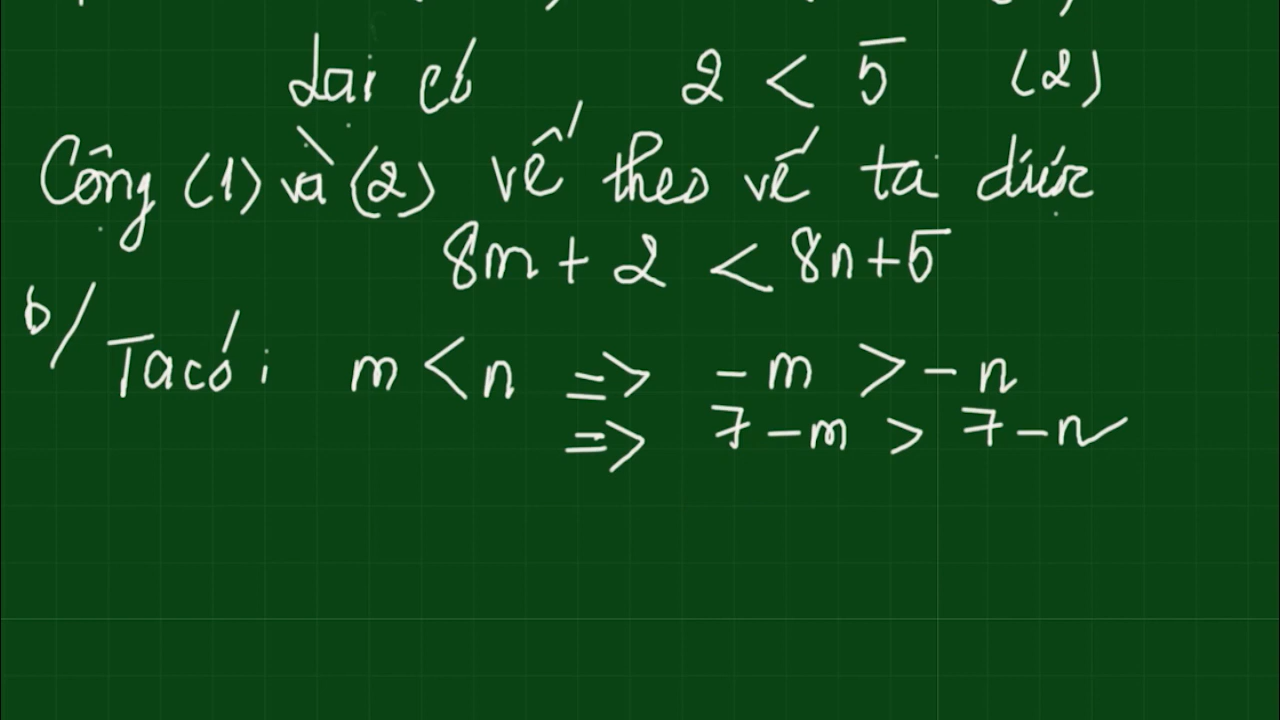 Lại có 2 < 5 (2)
Cộng (1) và (2) vế theo vế ta được
8m + 2 < 8n + 5
b/ Ta có: m < n => -m > -n
=> 7 - m > 7 - n